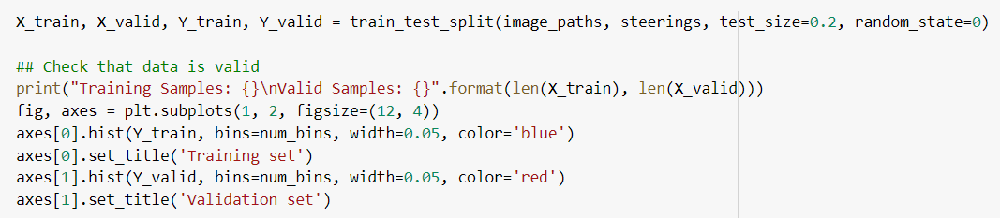 X_train, X_valid, Y_train, Y_valid = train_test_split(image_paths, steerings, test_size=0.2, random_state=0)
## Check that data is valid
print("Training Samples: {}\nValid Samples: {}".format(len(X_train), len(X_valid)))
fig, axes = plt.subplots(1, 2, figsize=(12, 4))
axes[0].hist(Y_train, bins=num_bins, width=0.05, color='blue')
axes[0].set_title('Training set')
axes[1].hist(Y_valid, bins=num_bins, width=0.05, color='red')
axes[1].set_title('Validation set')